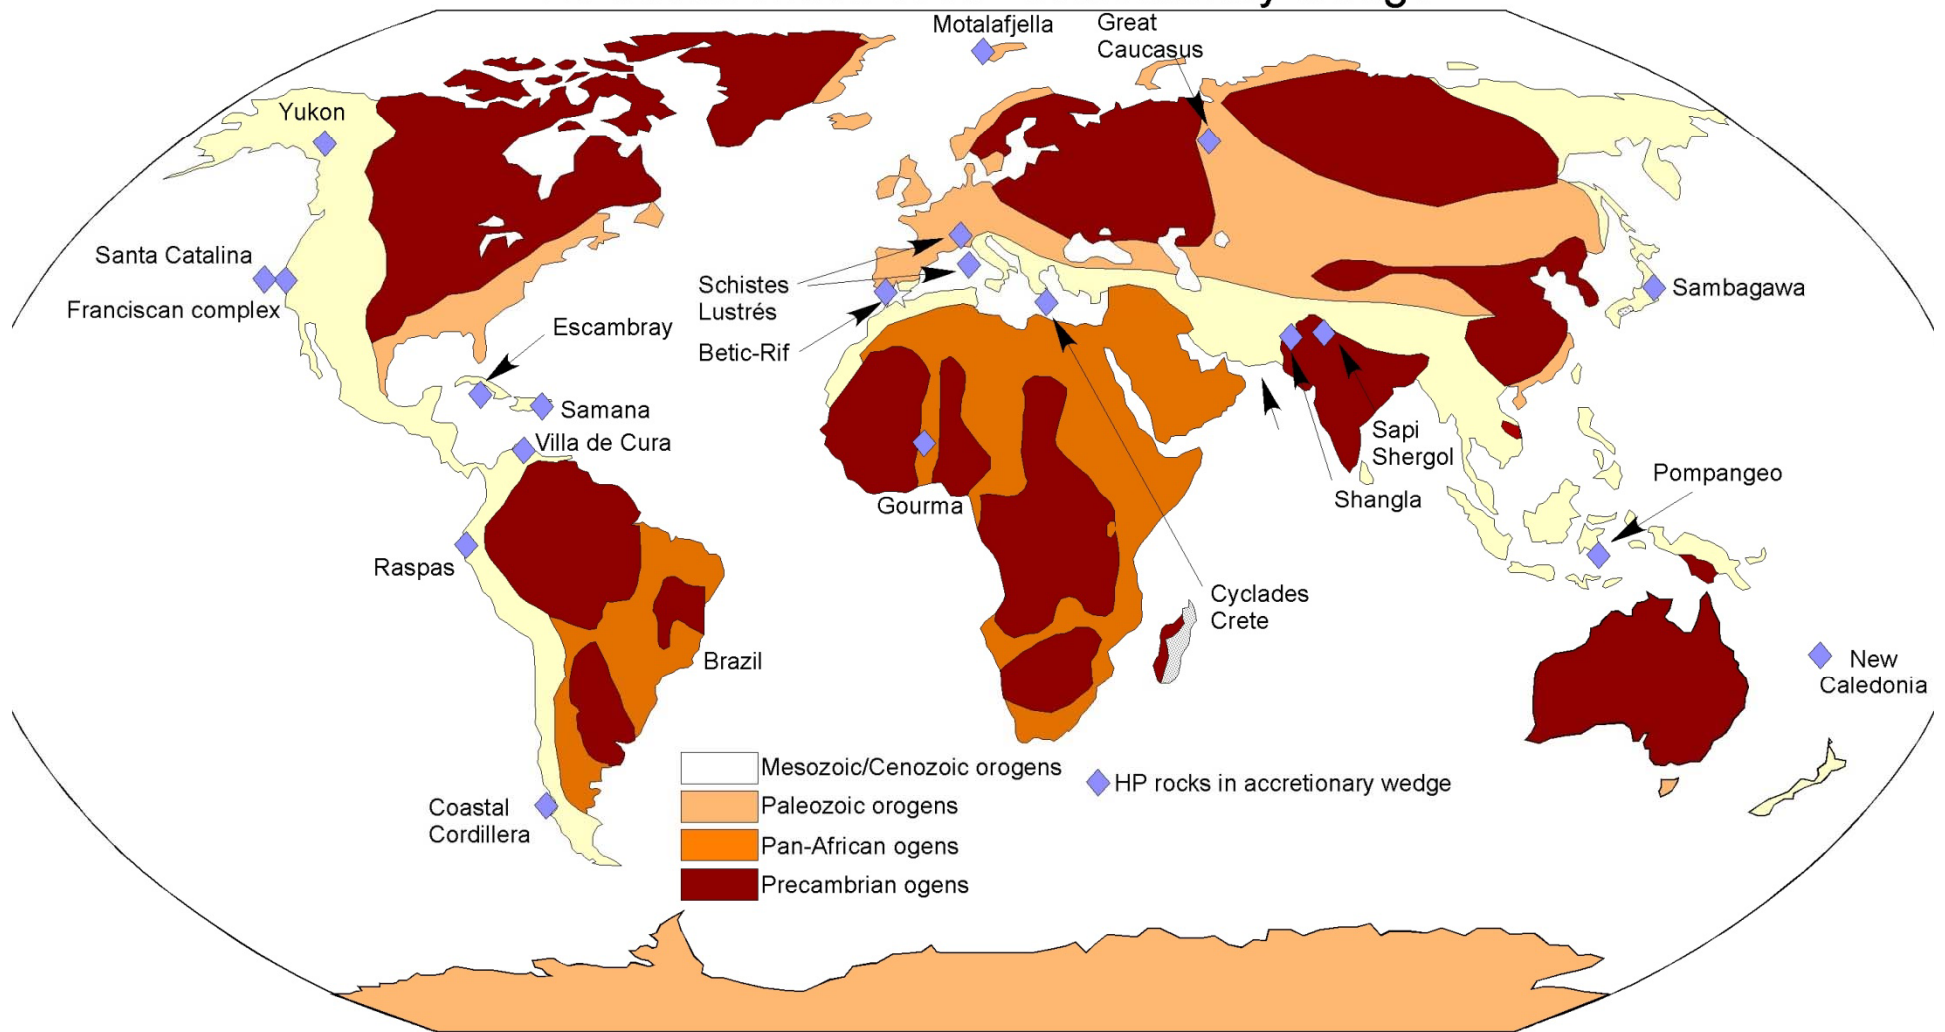 Motalafjella
Great
Caucasus
Yukon
Santa Catalina
Franciscan complex
Schistes
Lustrés
Betic-Rif
Escambray
Samana
Villa de Cura
Sambagawa
Sapi
Shergol
Shangla
Pompangeo
Gourma
Raspas
Cyclades
Crete
Brazil
New
Caledonia
Coastal
Cordillera
Mesozoic/Cenozoic orogens
Paleozoic orogens
Pan-African ogens
Precambrian ogens
HP rocks in accretionary wedge